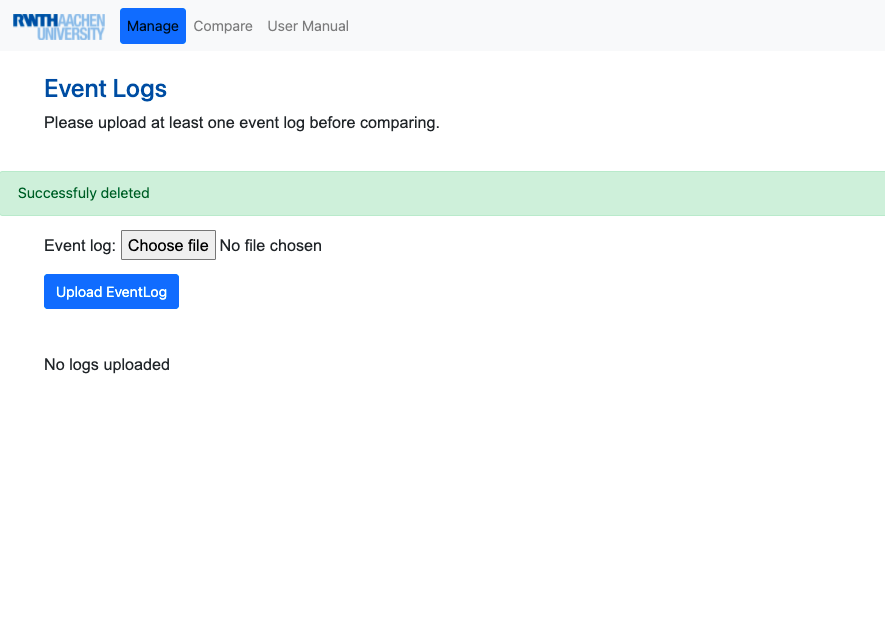 RWTHAACHEN
UNIVERSITY
Manage Compare User Manual
Event Logs
Please upload at least one event log before comparing.
Successfuly deleted
Event log: Choose file No file chosen
Upload EventLog
No logs uploaded